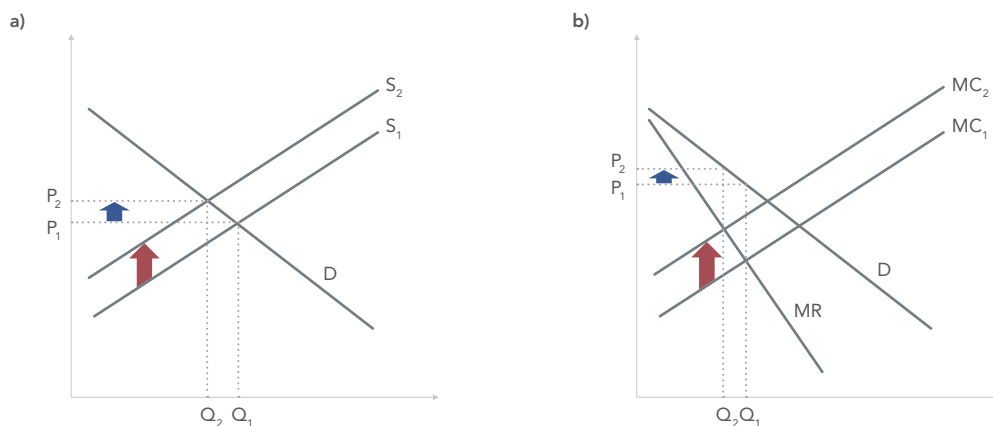 a)
S₂
S₁
P₂
P₁
D
Q₂ Q₁
b)
MC₂
MC₁
P₂
P₁
D
MR
Q₂ Q₁